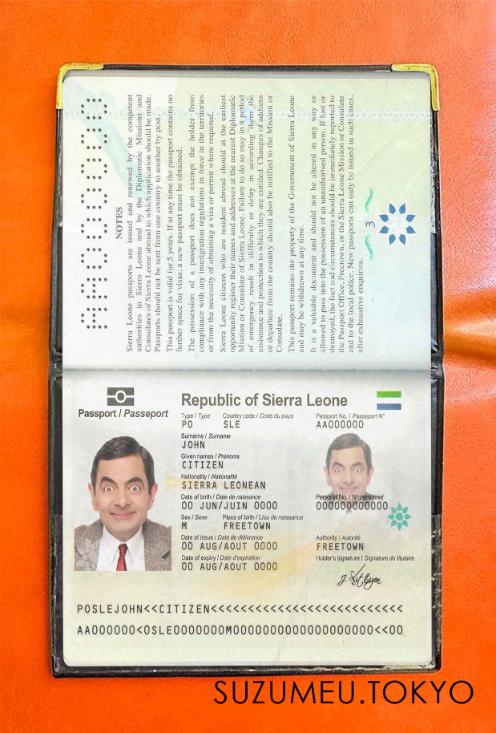 NOTES
Sierra Leone passports are issued and renewed by the competent
authorities in Sierra Leone and by the Diplomatic Missions and
Consulates of Sierra Leone abroad to which application should be made.
Passports should not be sent from one country to another by post.
This passport is valid for 5 years. If at any time the passport contains no
further space for visas, a new passport must be obtained.
The possession of a passport does not exempt the holder from
compliance with any immigration regulations in force in the territories
or from the necessity of obtaining a visa or permit where required.
Sierra Leone citizens who are resident abroad should at the earliest
opportunity register their names and addresses at the nearest Diplomatic
Mission or Consulate of Sierra Leone. Failure to do so may in a period
of emergency result in difficulty or delay in according them the
assistance and protection to which they are entitled. Changes of address
or departure from the country should also be notified to the Mission or
Consulate.
This passport remains the property of the Government of Sierra Leone
and may be withdrawn at any time.
It is a valuable document and should not be altered in any way or
allowed to pass into the possession of an unauthorised person. If lost or
destroyed, the fact and circumstances should be immediately reported to
the Passport Office, Freetown, or the Sierra Leone Mission or Consulate
and to the local police. New passports can only be issued in such cases,
after exhaustive enquiries.
3
Passport / Passeport
Republic of Sierra Leone
Type / Type Country code / Code du pays Passport No. / Passeport N°
PO SLE AA000000
Surname / Surname
JOHN
Given names / Prénoms
CITIZEN
Nationality / Nationalité
SIERRA LEONEAN
Date of birth / Date de naissance Personal No. / N° personnel
00 JUN/JUIN 0000 000000000000
Sex / Sexe Place of birth / Lieu de naissance
M FREETOWN
Date of issue / Date de délivrance Authority / Autorité
00 AUG/AOUT 0000 FREETOWN
Date of expiry / Date d'expiration Holder's signature / Signature du titulaire
00 AUG/AOUT 0000
POSLEJOHN<<CITIZEN<<<<<<<<<<<<<<<<<<<<<<<<<<
AA000000<0SLE0000000M00000000000000000000<<00
SUZUMEU.TOKYO